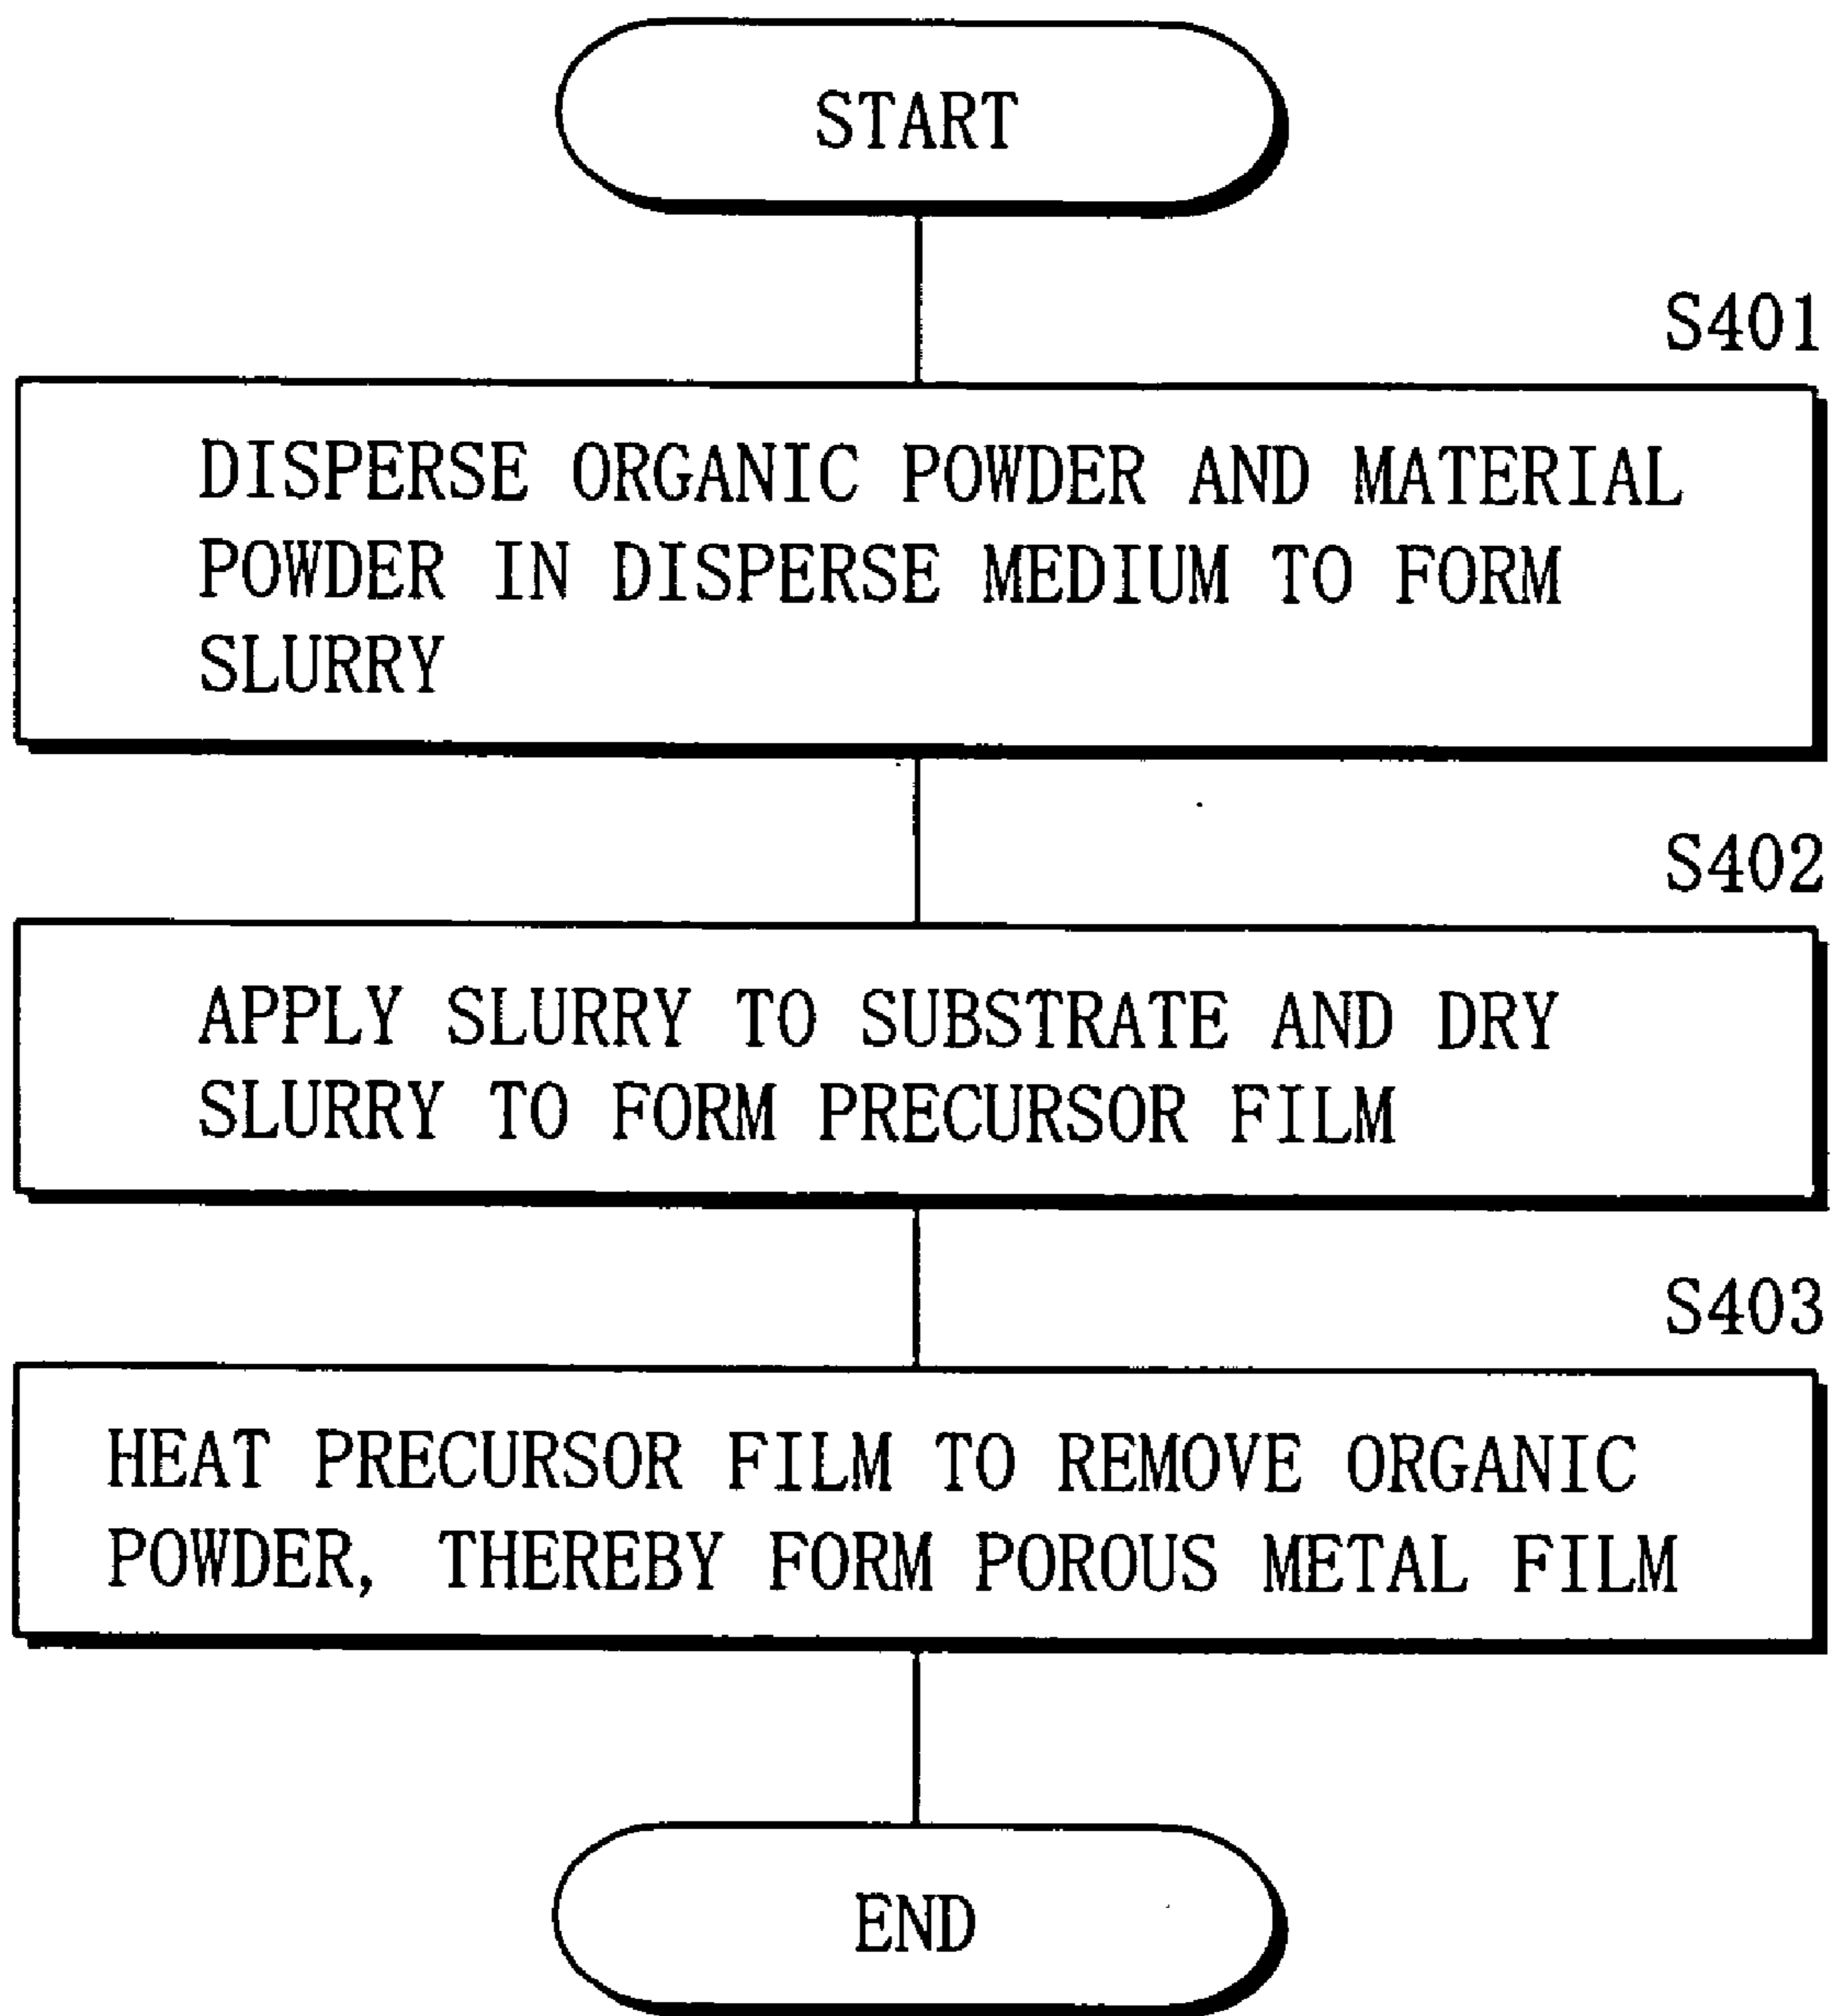 START
S401
DISPERSE ORGANIC POWDER AND MATERIAL
POWDER IN DISPERSE MEDIUM TO FORM
SLURRY
S402
APPLY SLURRY TO SUBSTRATE AND DRY
SLURRY TO FORM PRECURSOR FILM
S403
HEAT PRECURSOR FILM TO REMOVE ORGANIC
POWDER, THEREBY FORM POROUS METAL FILM
END